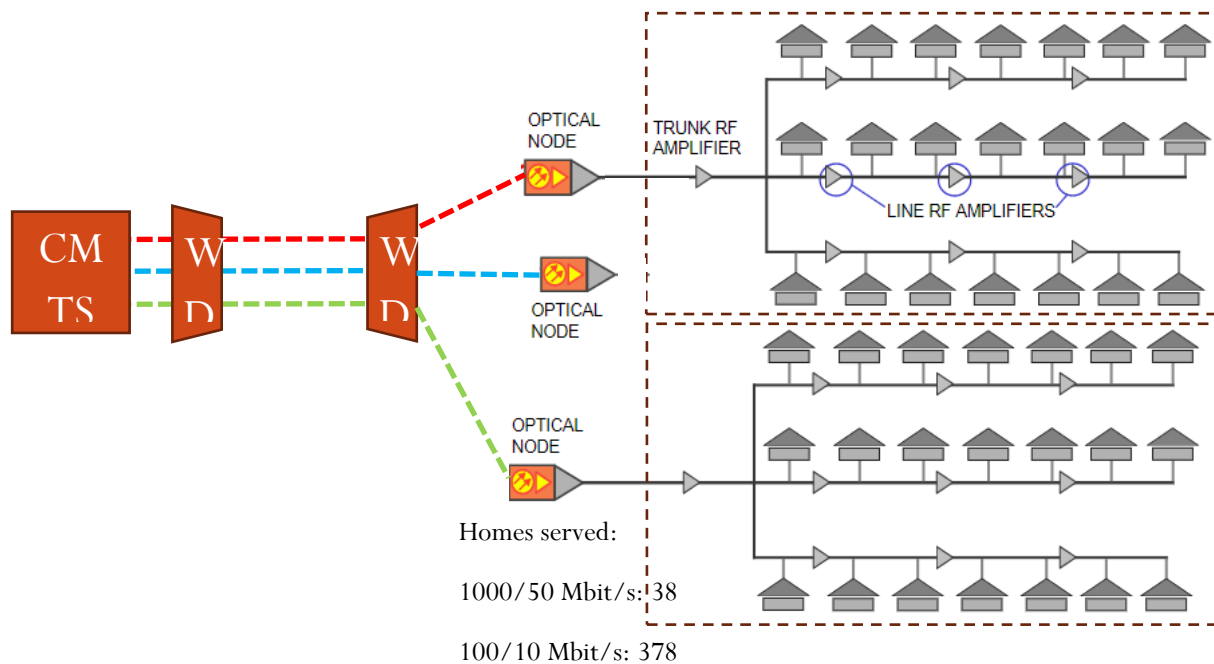 OPTICAL
NODE
TRUNK RF
AMPLIFIER
LINE RF AMPLIFIERS
CM
TS
W
D
W
D
OPTICAL
NODE
OPTICAL
NODE
Homes served:
1000/50 Mbit/s: 38
100/10 Mbit/s: 378